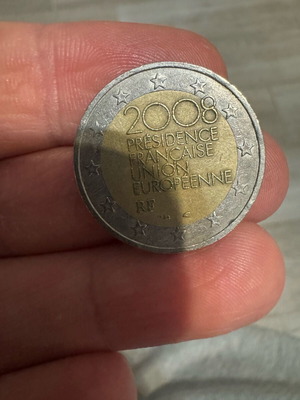 2008
PRÉSIDENCE
FRANÇAISE
UNION
EUROPÉENNE
RF